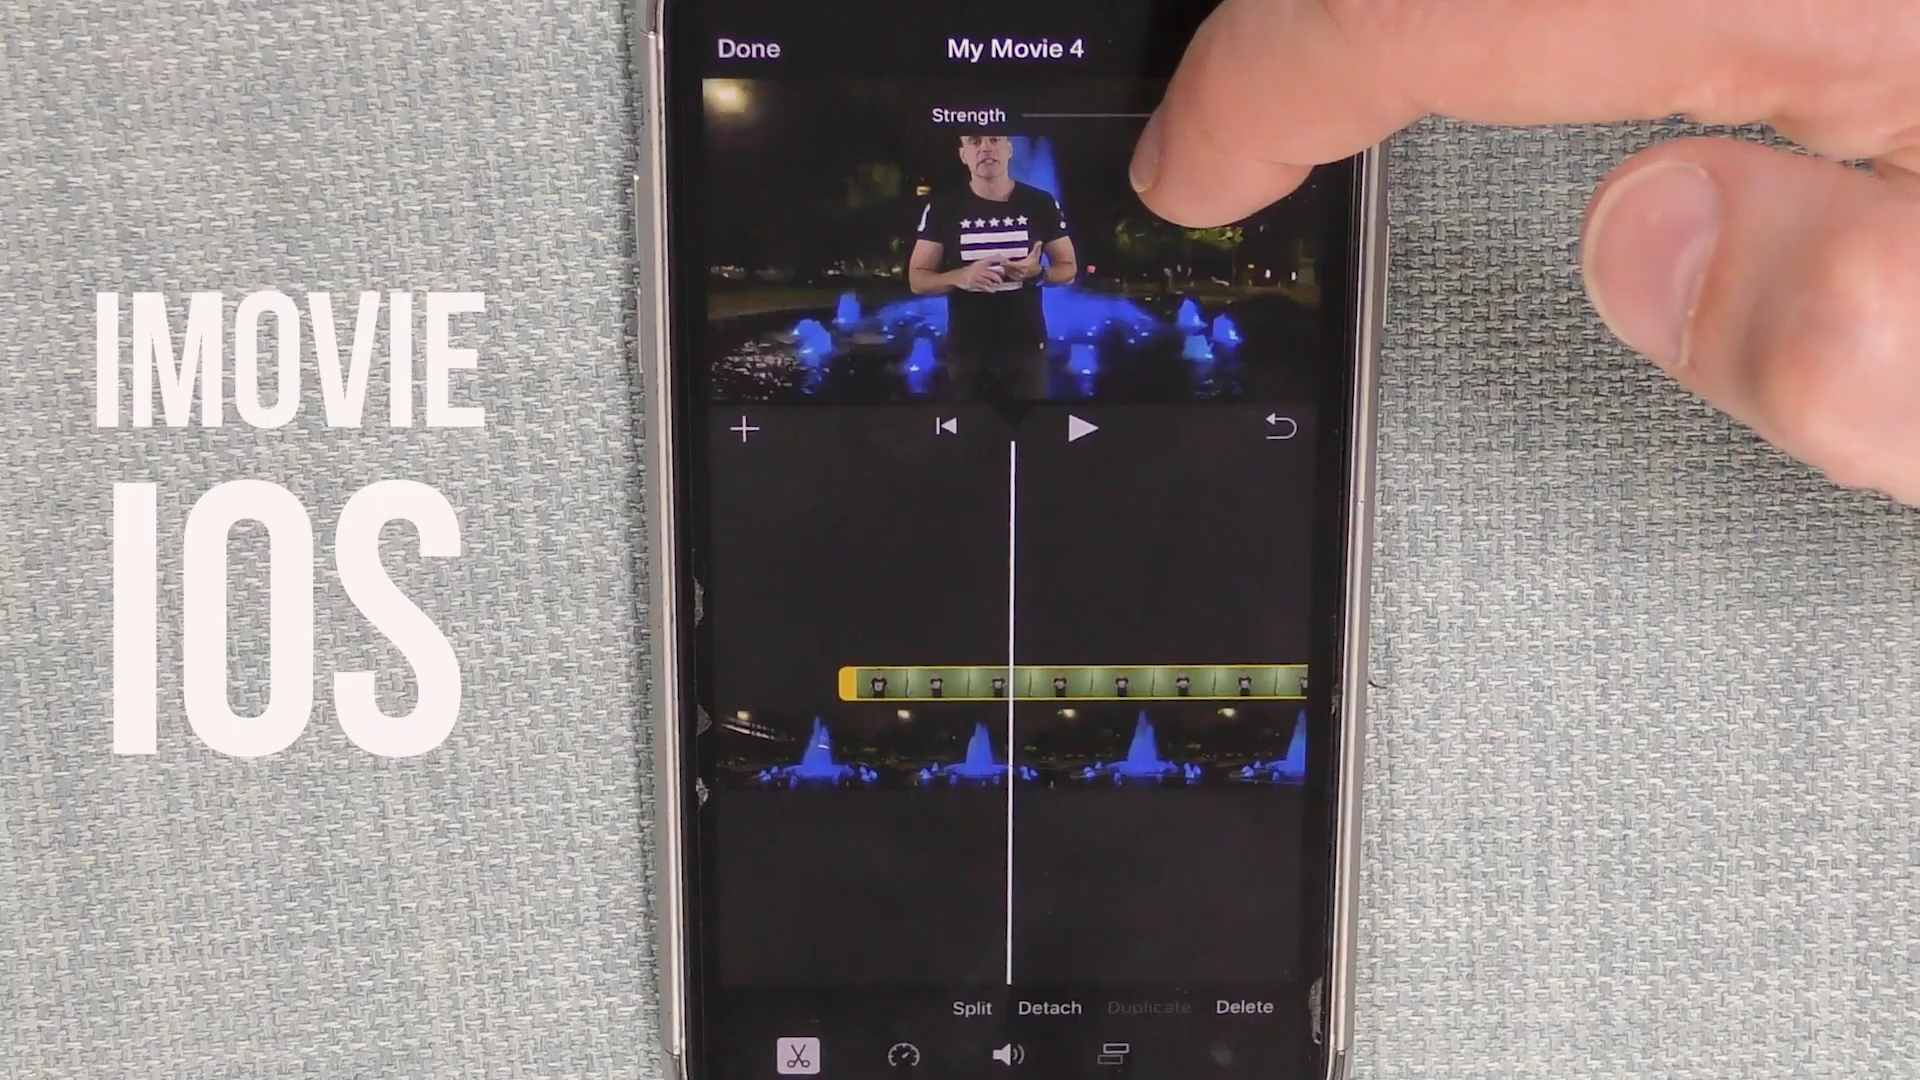 Done
My Movie 4
Strength
IMOVIE
IOS
Split Detach Duplicate Delete